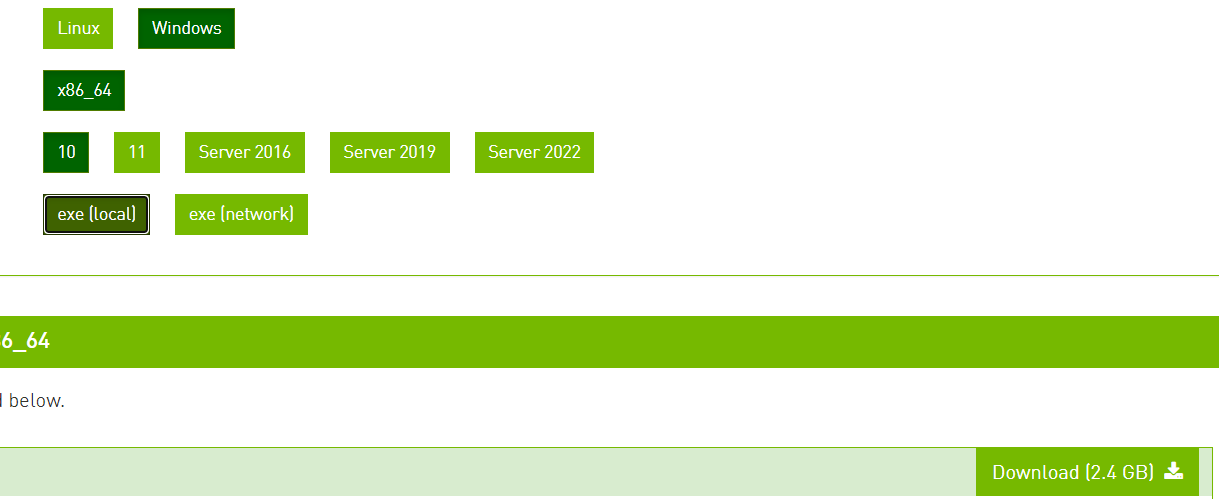 Linux Windows
x86_64
10 11 Server 2016 Server 2019 Server 2022
exe (local) exe (network)
6_64
below.
Download (2.4 GB)